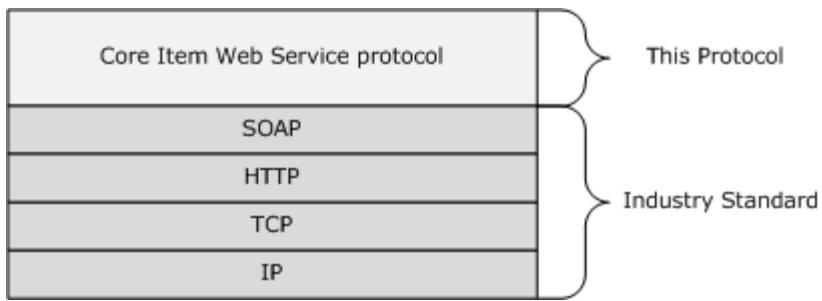 Core Item Web Service protocol
This Protocol
SOAP
HTTP
TCP
IP
Industry Standard